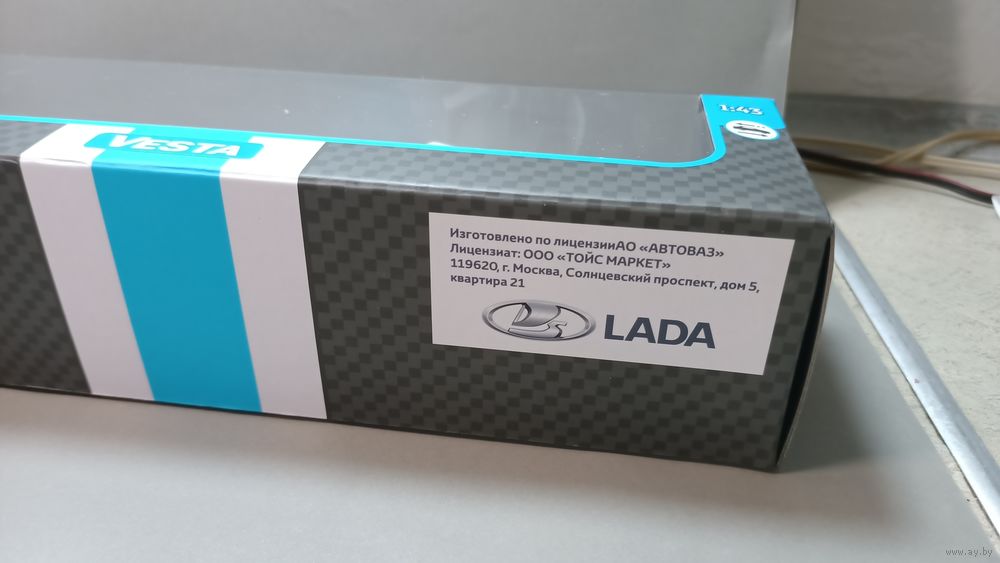 1:43
VESTA
Изготовлено по лицензииАО «АВТОВАЗ»
Лицензиат: ООО «ТОЙС МАРКЕТ»
119620, г. Москва, Солнцевский проспект, дом 5,
квартира 21
LADA
www.ay.by